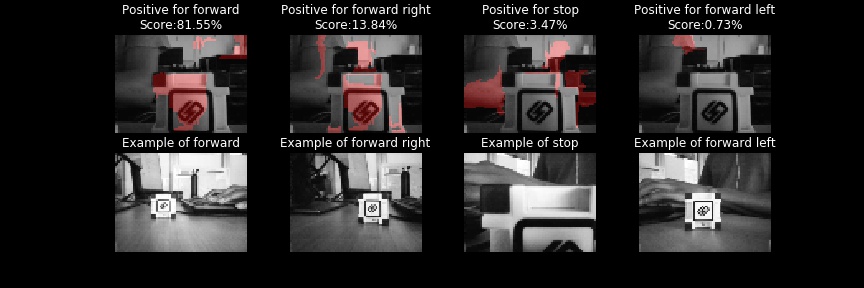 Positive for forward
Score:81.55%
Positive for forward right
Score:13.84%
Positive for stop
Score:3.47%
Positive for forward left
Score:0.73%
Example of forward
Example of forward right
Example of stop
Example of forward left